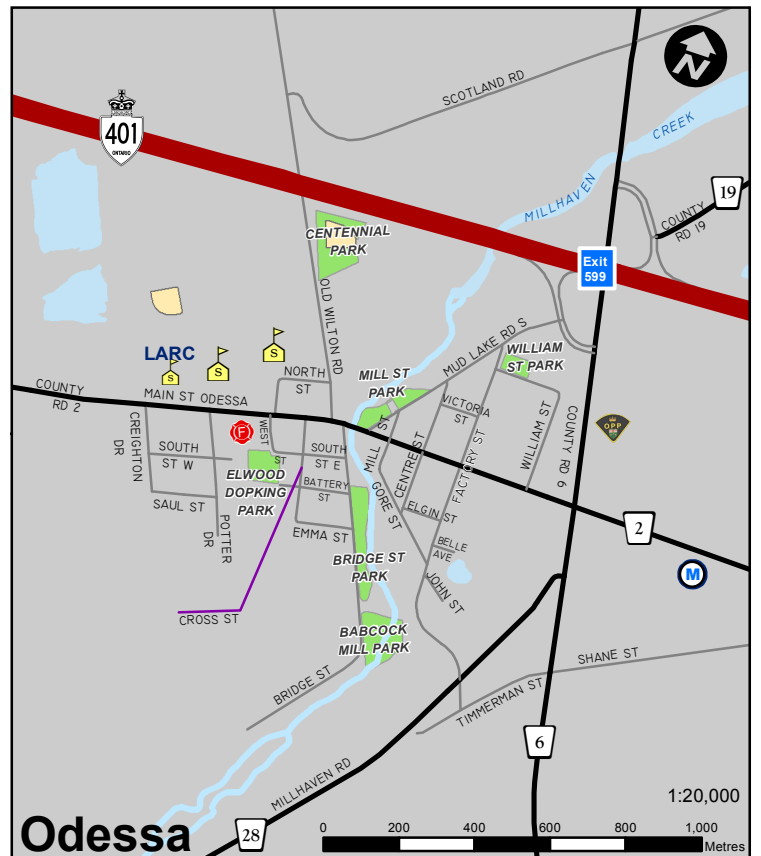 N
SCOTLAND RD
401
ONTARIO
CREEK
MILLHAVEN
19
COUNTY
RD 19
CENTENNIAL
PARK
Exit
599
OLD WILTON RD
S
S
S
LARC
MUD LAKE RD S
WILLIAM
ST PARK
NORTH
ST
MILL ST
PARK
COUNTY
RD 2
MAIN ST ODESSA
VICTORIA
ST
WILLIAM ST
COUNTY RD 6
OPP
F
CREIGHTON
DR
WEST
ST
SOUTH
ST W
SOUTH
ST E
MILL ST
CENTRE ST
FACTORY ST
ELWOOD
DOPKING
PARK
BATTERY
ST
GORE ST
SAUL ST
POTTER
DR
EMMA ST
ELGIN ST
2
BELLE
AVE
BRIDGE ST
PARK
JOHN ST
M
CROSS ST
BABCOCK
MILL PARK
SHANE ST
BRIDGE ST
TIMMERMAN ST
6
MILLHAVEN RD
1:20,000
Odessa
28
0 200 400 600 800 1,000
Metres